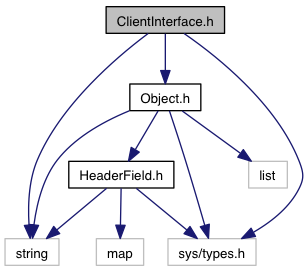 ClientInterface.h
Object.h
HeaderField.h
list
string
map
sys/types.h